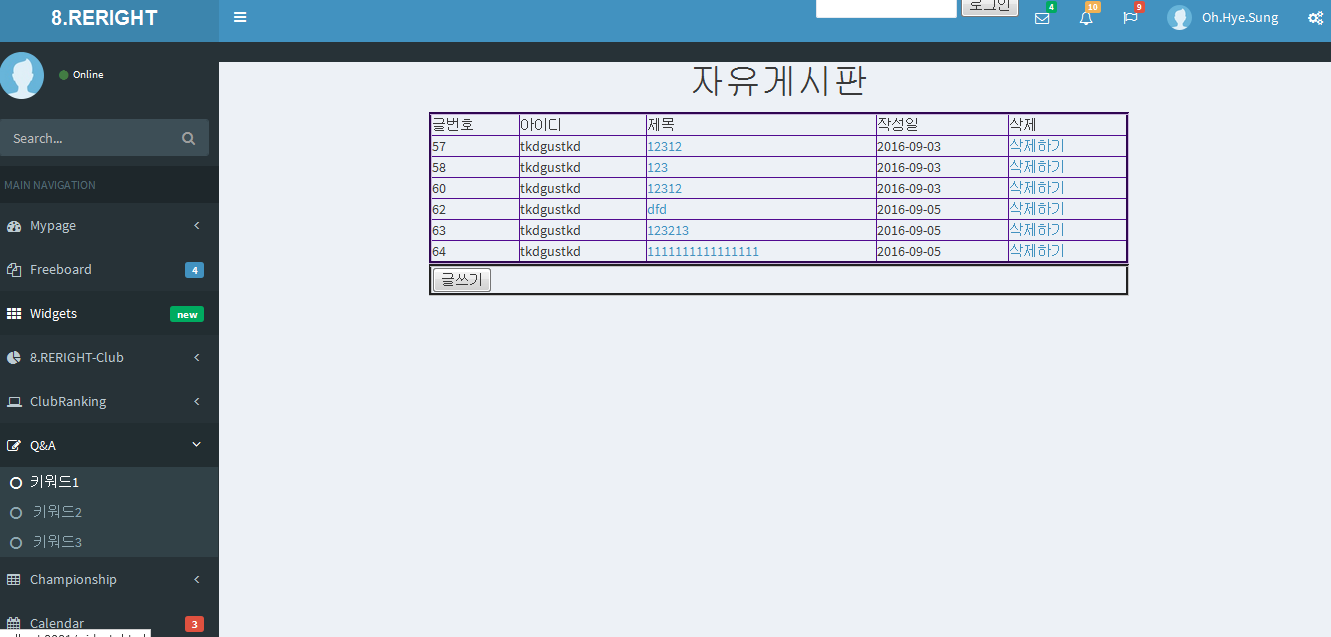 8.RERIGHT
로그인
4
10
9
Oh.Hye.Sung
Online
Search...
MAIN NAVIGATION
Mypage
Freeboard 4
Widgets new
8.RERIGHT-Club
ClubRanking
Q&A
키워드1
키워드2
키워드3
Championship
Calendar 3
자유게시판
글번호 아이디 제목 작성일 삭제
57 tkdgustkd 12312 2016-09-03 삭제하기
58 tkdgustkd 123 2016-09-03 삭제하기
60 tkdgustkd 12312 2016-09-03 삭제하기
62 tkdgustkd dfd 2016-09-05 삭제하기
63 tkdgustkd 123213 2016-09-05 삭제하기
64 tkdgustkd 1111111111111111 2016-09-05 삭제하기
글쓰기